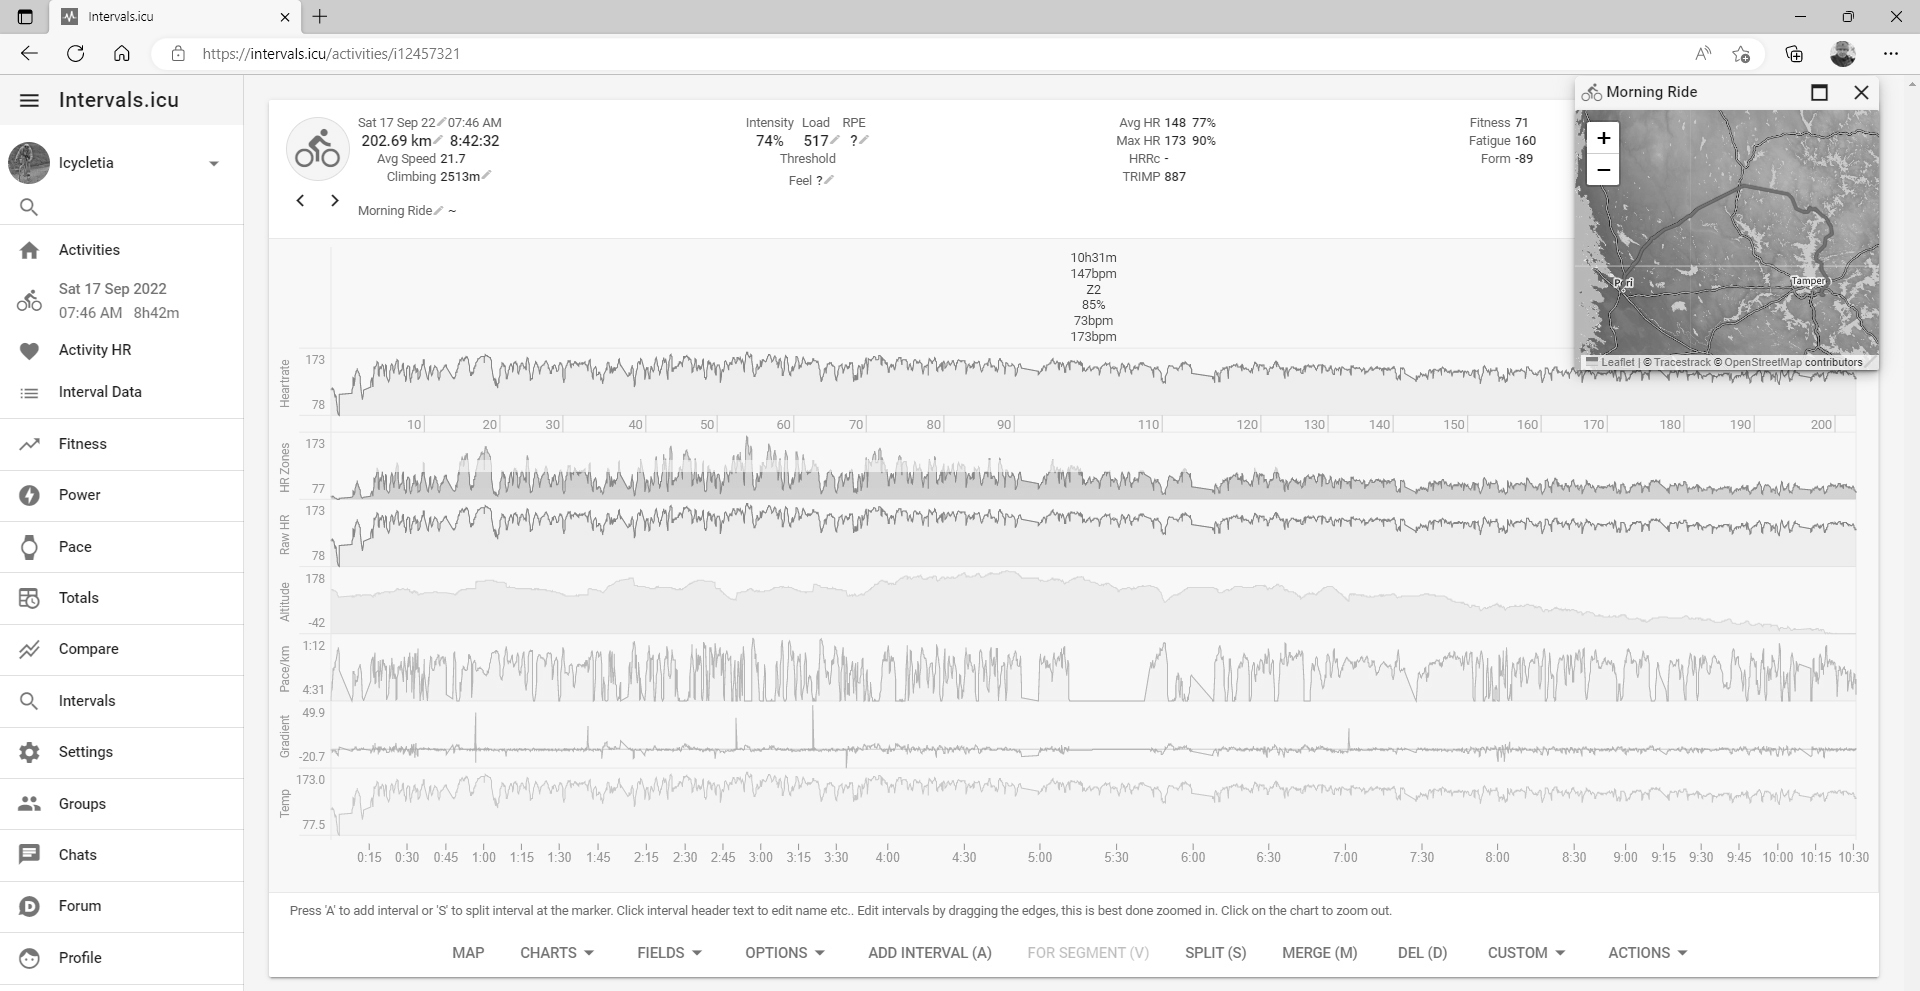 Intervals.icu
https://intervals.icu/activities/i12457321
Intervals.icu
Icycletia
Activities
Sat 17 Sep 2022
07:46 AM 8h42m
Activity HR
Interval Data
Fitness
Power
Pace
Totals
Compare
Intervals
Settings
Groups
Chats
Forum
Profile
Sat 17 Sep 22 07:46 AM
202.69 km 8:42:32
Avg Speed 21.7
Climbing 2513m
Morning Ride ~
Intensity Load RPE
74% 517 ?
Threshold
Feel ?
Avg HR 148 77%
Max HR 173 90%
HRRc -
TRIMP 887
Fitness 71
Fatigue 160
Form -89
Morning Ride
+
−
Pori
Tamper
Leaflet | © Tracestrack © OpenStreetMap contributors
10h31m
147bpm
Z2
85%
73bpm
173bpm
Heartrate
173
78
10 20 30 40 50 60 70 80 90 110 120 130 140 150 160 170 180 190 200
HR Zones
173
77
Raw HR
173
78
Altitude
178
-42
Pace/km
1:12
4:31
Gradient
49.9
-20.7
Temp
173.0
77.5
0:15 0:30 0:45 1:00 1:15 1:30 1:45 2:15 2:30 2:45 3:00 3:15 3:30 4:00 4:30 5:00 5:30 6:00 6:30 7:00 7:30 8:00 8:30 9:00 9:15 9:30 9:45 10:00 10:15 10:30
Press 'A' to add interval or 'S' to split interval at the marker. Click interval header text to edit name etc.. Edit intervals by dragging the edges, this is best done zoomed in. Click on the chart to zoom out.
MAP CHARTS FIELDS OPTIONS ADD INTERVAL (A) FOR SEGMENT (V) SPLIT (S) MERGE (M) DEL (D) CUSTOM ACTIONS